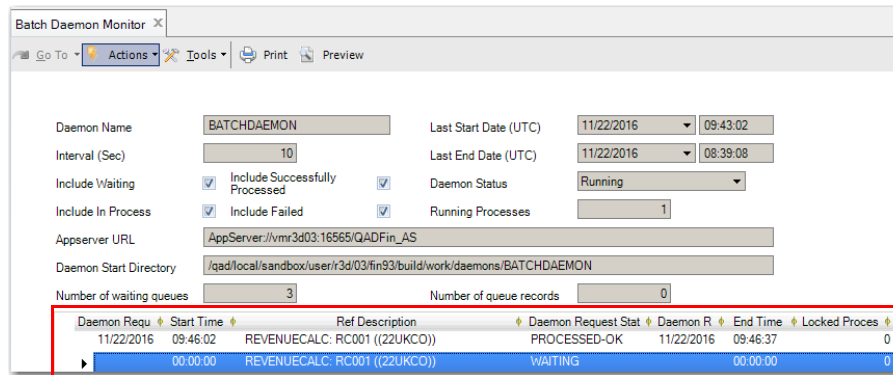 Batch Daemon Monitor
Go To Actions Tools Print Preview
Daemon Name BATCHDAEMON Last Start Date (UTC) 11/22/2016 09:43:02
Interval (Sec) 10 Last End Date (UTC) 11/22/2016 08:39:08
Include Waiting Include Successfully Processed Daemon Status Running
Include In Process Include Failed Running Processes 1
Appserver URL AppServer://vmr3d03:16565/QADFin_AS
Daemon Start Directory /qad/local/sandbox/user/r3d/03/fin93/build/work/daemons/BATCHDAEMON
Number of waiting queues 3 Number of queue records 0
Daemon Requ Start Time Ref Description Daemon Request Stat Daemon R End Time Locked Proces
11/22/2016 09:46:02 REVENUECALC: RC001 ((22UKCO)) PROCESSED-OK 11/22/2016 09:46:37 0
00:00:00 REVENUECALC: RC001 ((22UKCO)) WAITING 00:00:00 0